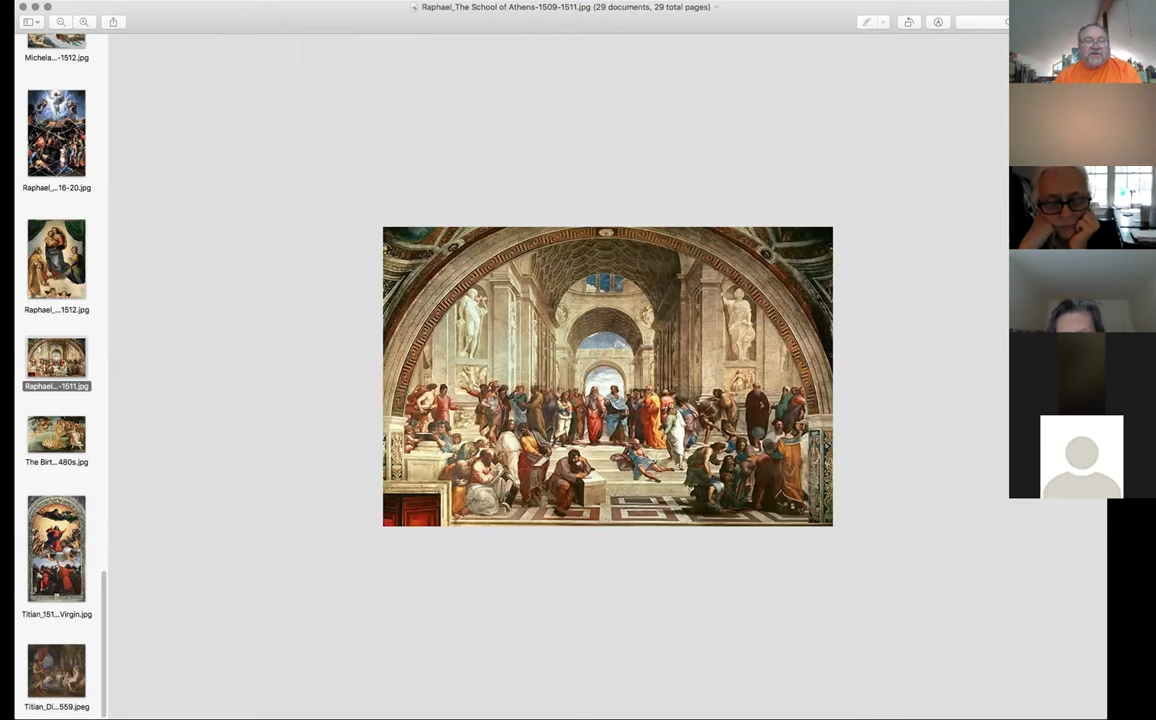 Raphael_The School of Athens-1509-1511.jpg (29 documents, 29 total pages)
Michela...-1512.jpg
Raphael_...16-20.jpg
Raphael_...1512.jpg
Raphael...-1511.jpg
The Birt...480s.jpg
Titian_151...Virgin.jpg
Titian_Di...559.jpeg